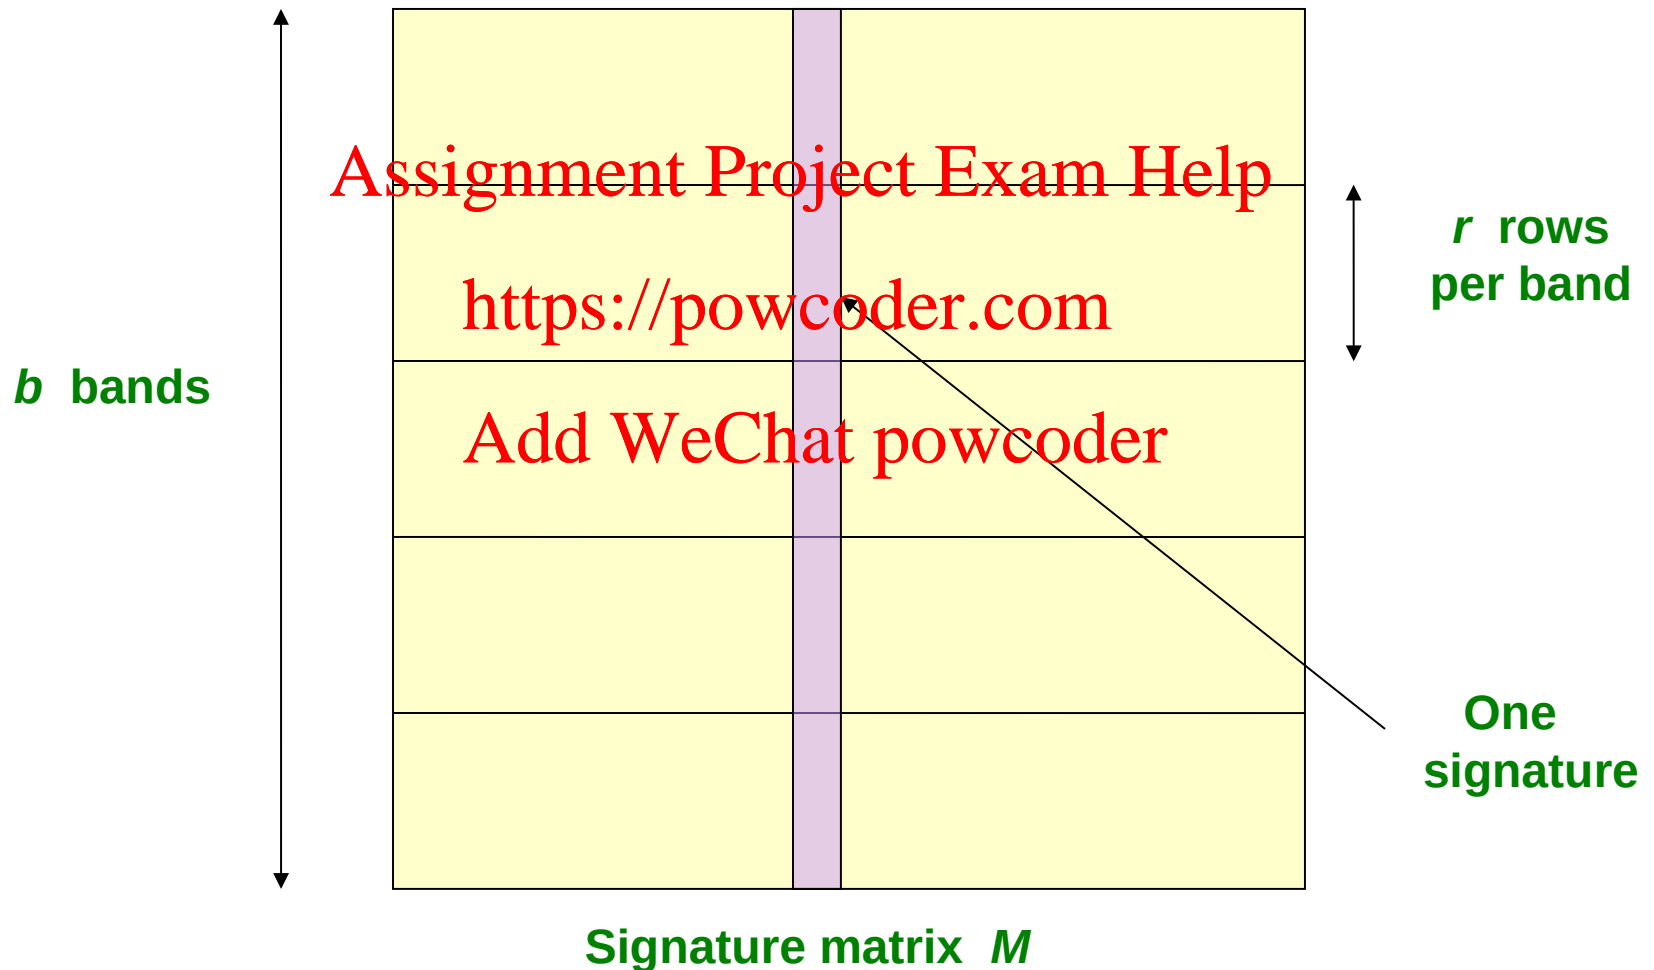 Assignment Project Exam Help
r rows
per band
https://powcoder.com
b bands
Add WeChat powcoder
One
signature
Signature matrix M